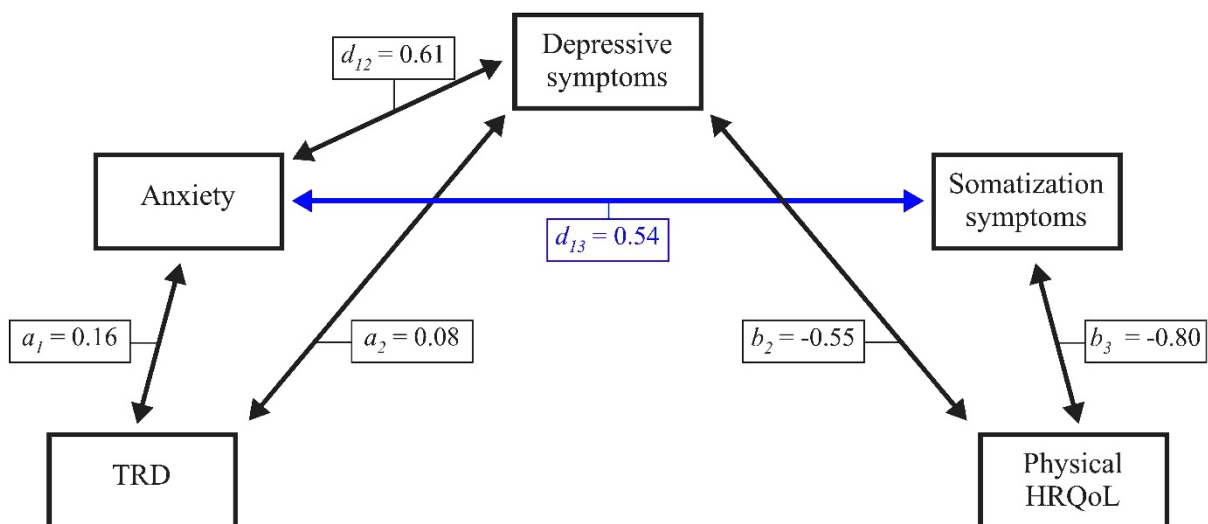 Depressive
symptoms
d12 = 0.61
Anxiety
Somatization
symptoms
d13 = 0.54
a1 = 0.16
a2 = 0.08
b2 = -0.55
b3 = -0.80
TRD
Physical
HRQoL